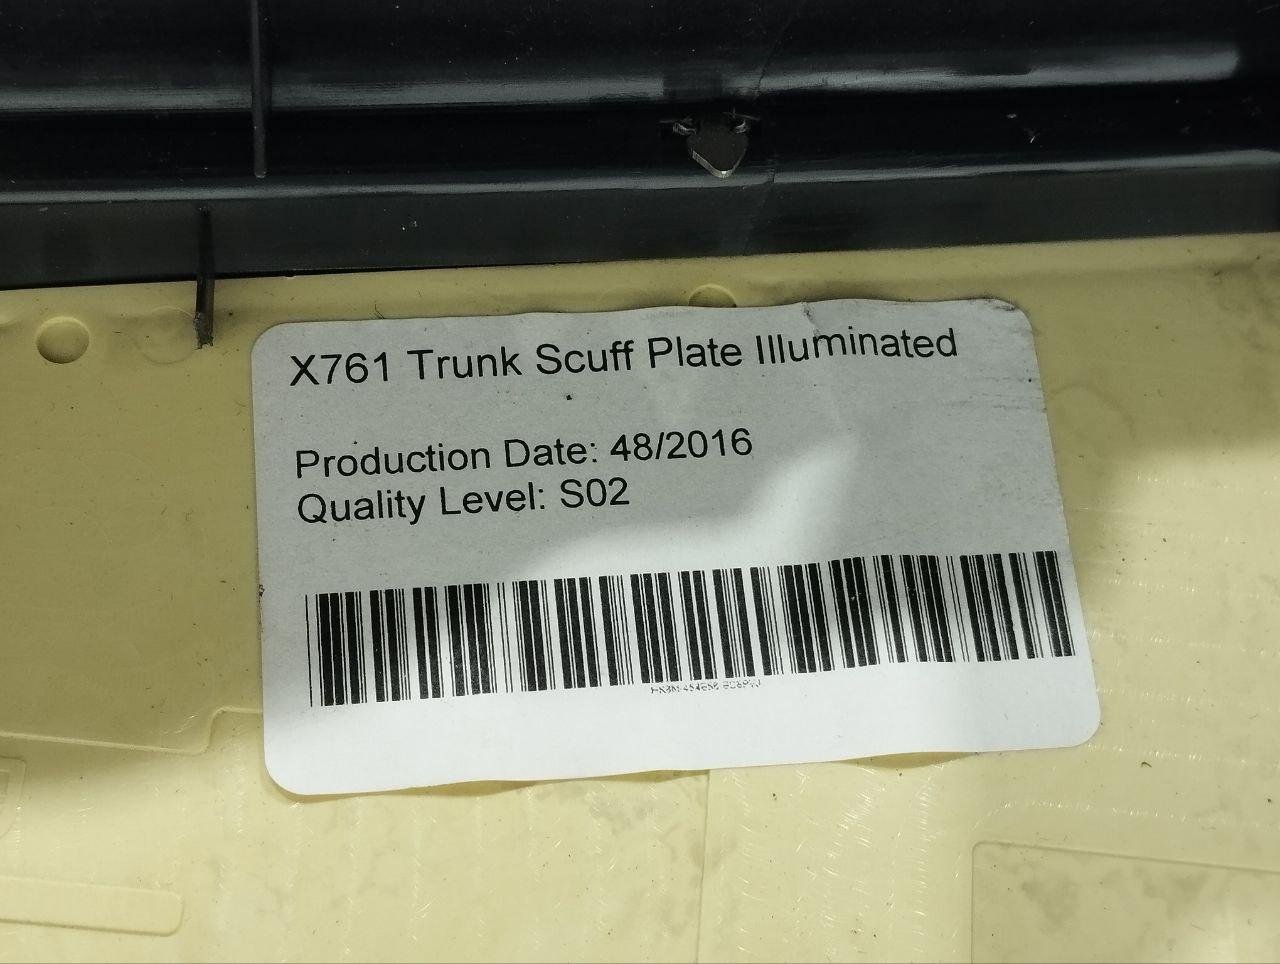 X761 Trunk Scuff Plate Illuminated
Production Date: 48/2016
Quality Level: S02